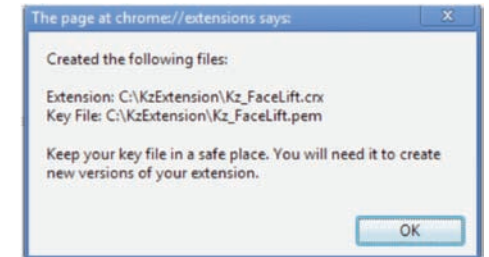 The page at chrome://extensions says:
X
Created the following files:
Extension: C:\KzExtension\Kz_FaceLift.crx
Key File: C:\KzExtension\Kz_FaceLift.pem
Keep your key file in a safe place. You will need it to create
new versions of your extension.
OK